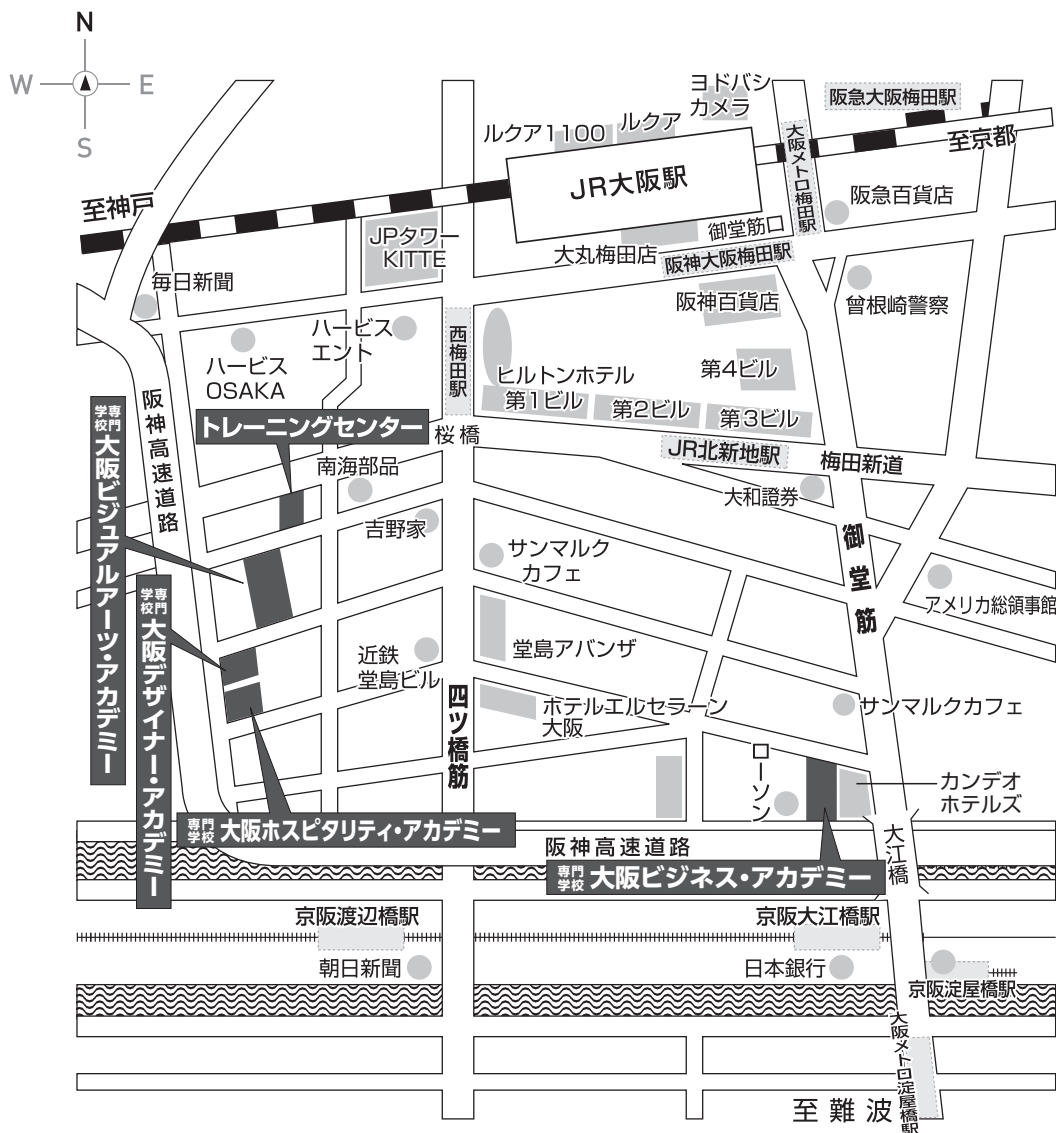 N
W
E
S
ヨドバシ
カメラ
阪急大阪梅田駅
ルクア1100
ルクア
大阪メトロ梅田駅
至京都
JR大阪駅
至神戸
阪急百貨店
JPタワー
KITTE
御堂筋口
大丸梅田店
阪神大阪梅田駅
毎日新聞
阪神百貨店
曾根崎警察
ハービス
エント
西梅田駅
ハービス
OSAKA
ヒルトンホテル
第4ビル
第1ビル
第2ビル
第3ビル
阪神高速道路
トレーニングセンター
桜橋
JR北新地駅
梅田新道
南海部品
大和證券
専門
学校
大阪ビジュアルアーツ・アカデミー
吉野家
サンマルク
カフェ
御堂筋
アメリカ総領事館
専門
学校
大阪デザイナー・アカデミー
近鉄
堂島ビル
堂島アバンザ
四ツ橋筋
ホテルエルセラーン
大阪
サンマルクカフェ
ローソン
カンデオ
ホテルズ
専門
学校
大阪ホスピタリティ・アカデミー
阪神高速道路
大江橋
専門
学校
大阪ビジネス・アカデミー
京阪渡辺橋駅
京阪大江橋駅
朝日新聞
日本銀行
京阪淀屋橋駅
大阪メトロ淀屋橋駅
至難波